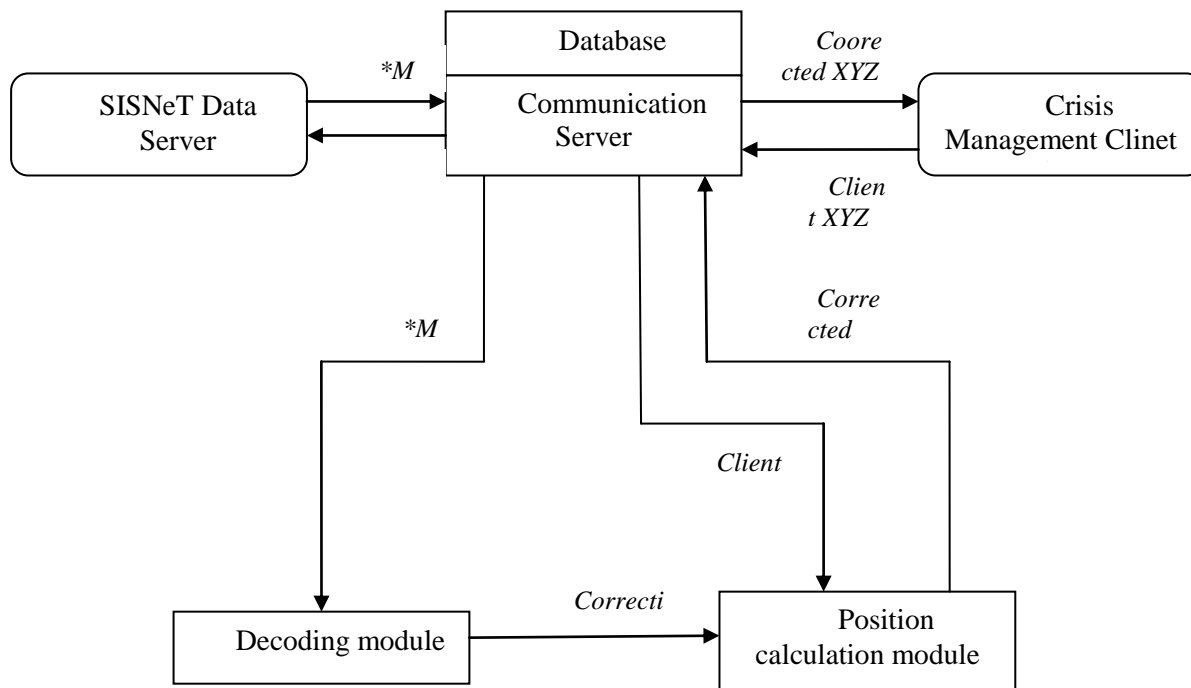 Database
*M
Coore
cted XYZ
SISNeT Data
Server
Communication
Server
Crisis
Management Clinet
Clien
t XYZ
*M
Corre
cted
Client
Correcti
Decoding module
Position
calculation module